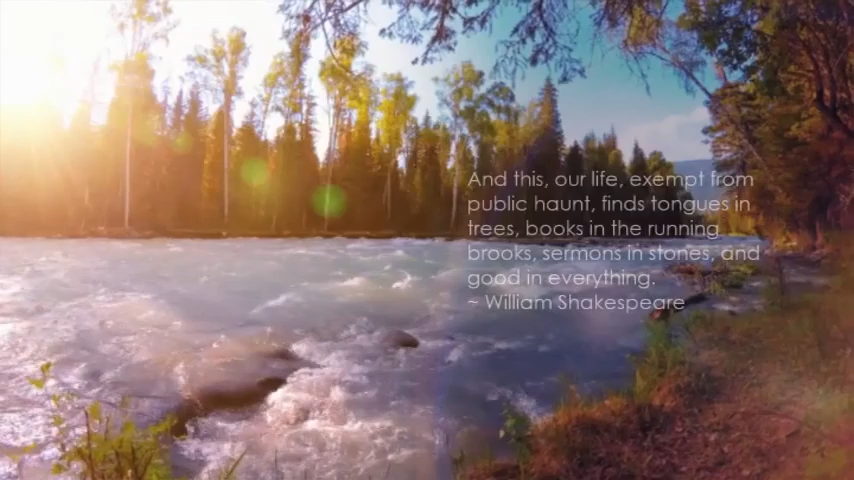 And this, our life, exempt from
public haunt, finds tongues in
trees, books in the running
brooks, sermons in stones, and
good in everything.
~ William Shakespeare